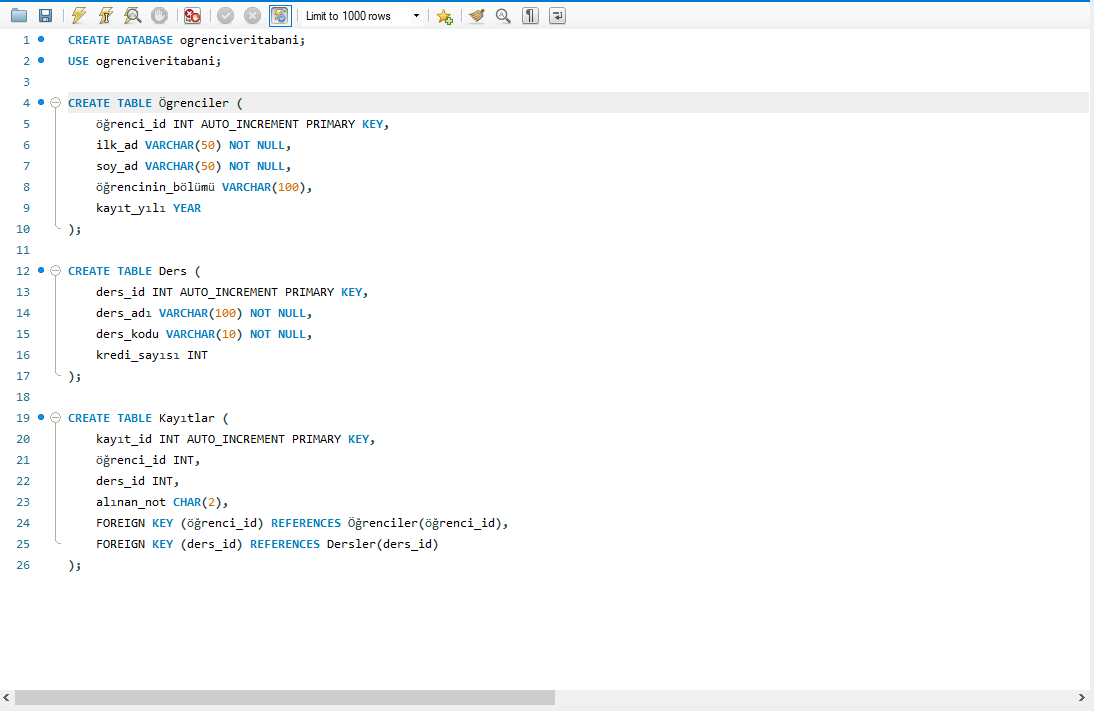 Limit to 1000 rows
1 CREATE DATABASE ogrenciveritabani;
2 USE ogrenciveritabani;
3
4 CREATE TABLE Ögrenciler (
5 öğrenci_id INT AUTO_INCREMENT PRIMARY KEY,
6 ilk_ad VARCHAR(50) NOT NULL,
7 soy_ad VARCHAR(50) NOT NULL,
8 öğrencinin_bölümü VARCHAR(100),
9 kayıt_yılı YEAR
10 );
11
12 CREATE TABLE Ders (
13 ders_id INT AUTO_INCREMENT PRIMARY KEY,
14 ders_adı VARCHAR(100) NOT NULL,
15 ders_kodu VARCHAR(10) NOT NULL,
16 kredi_sayısı INT
17 );
18
19 CREATE TABLE Kayıtlar (
20 kayıt_id INT AUTO_INCREMENT PRIMARY KEY,
21 öğrenci_id INT,
22 ders_id INT,
23 alınan_not CHAR(2),
24 FOREIGN KEY (öğrenci_id) REFERENCES Öğrenciler(öğrenci_id),
25 FOREIGN KEY (ders_id) REFERENCES Dersler(ders_id)
26 );